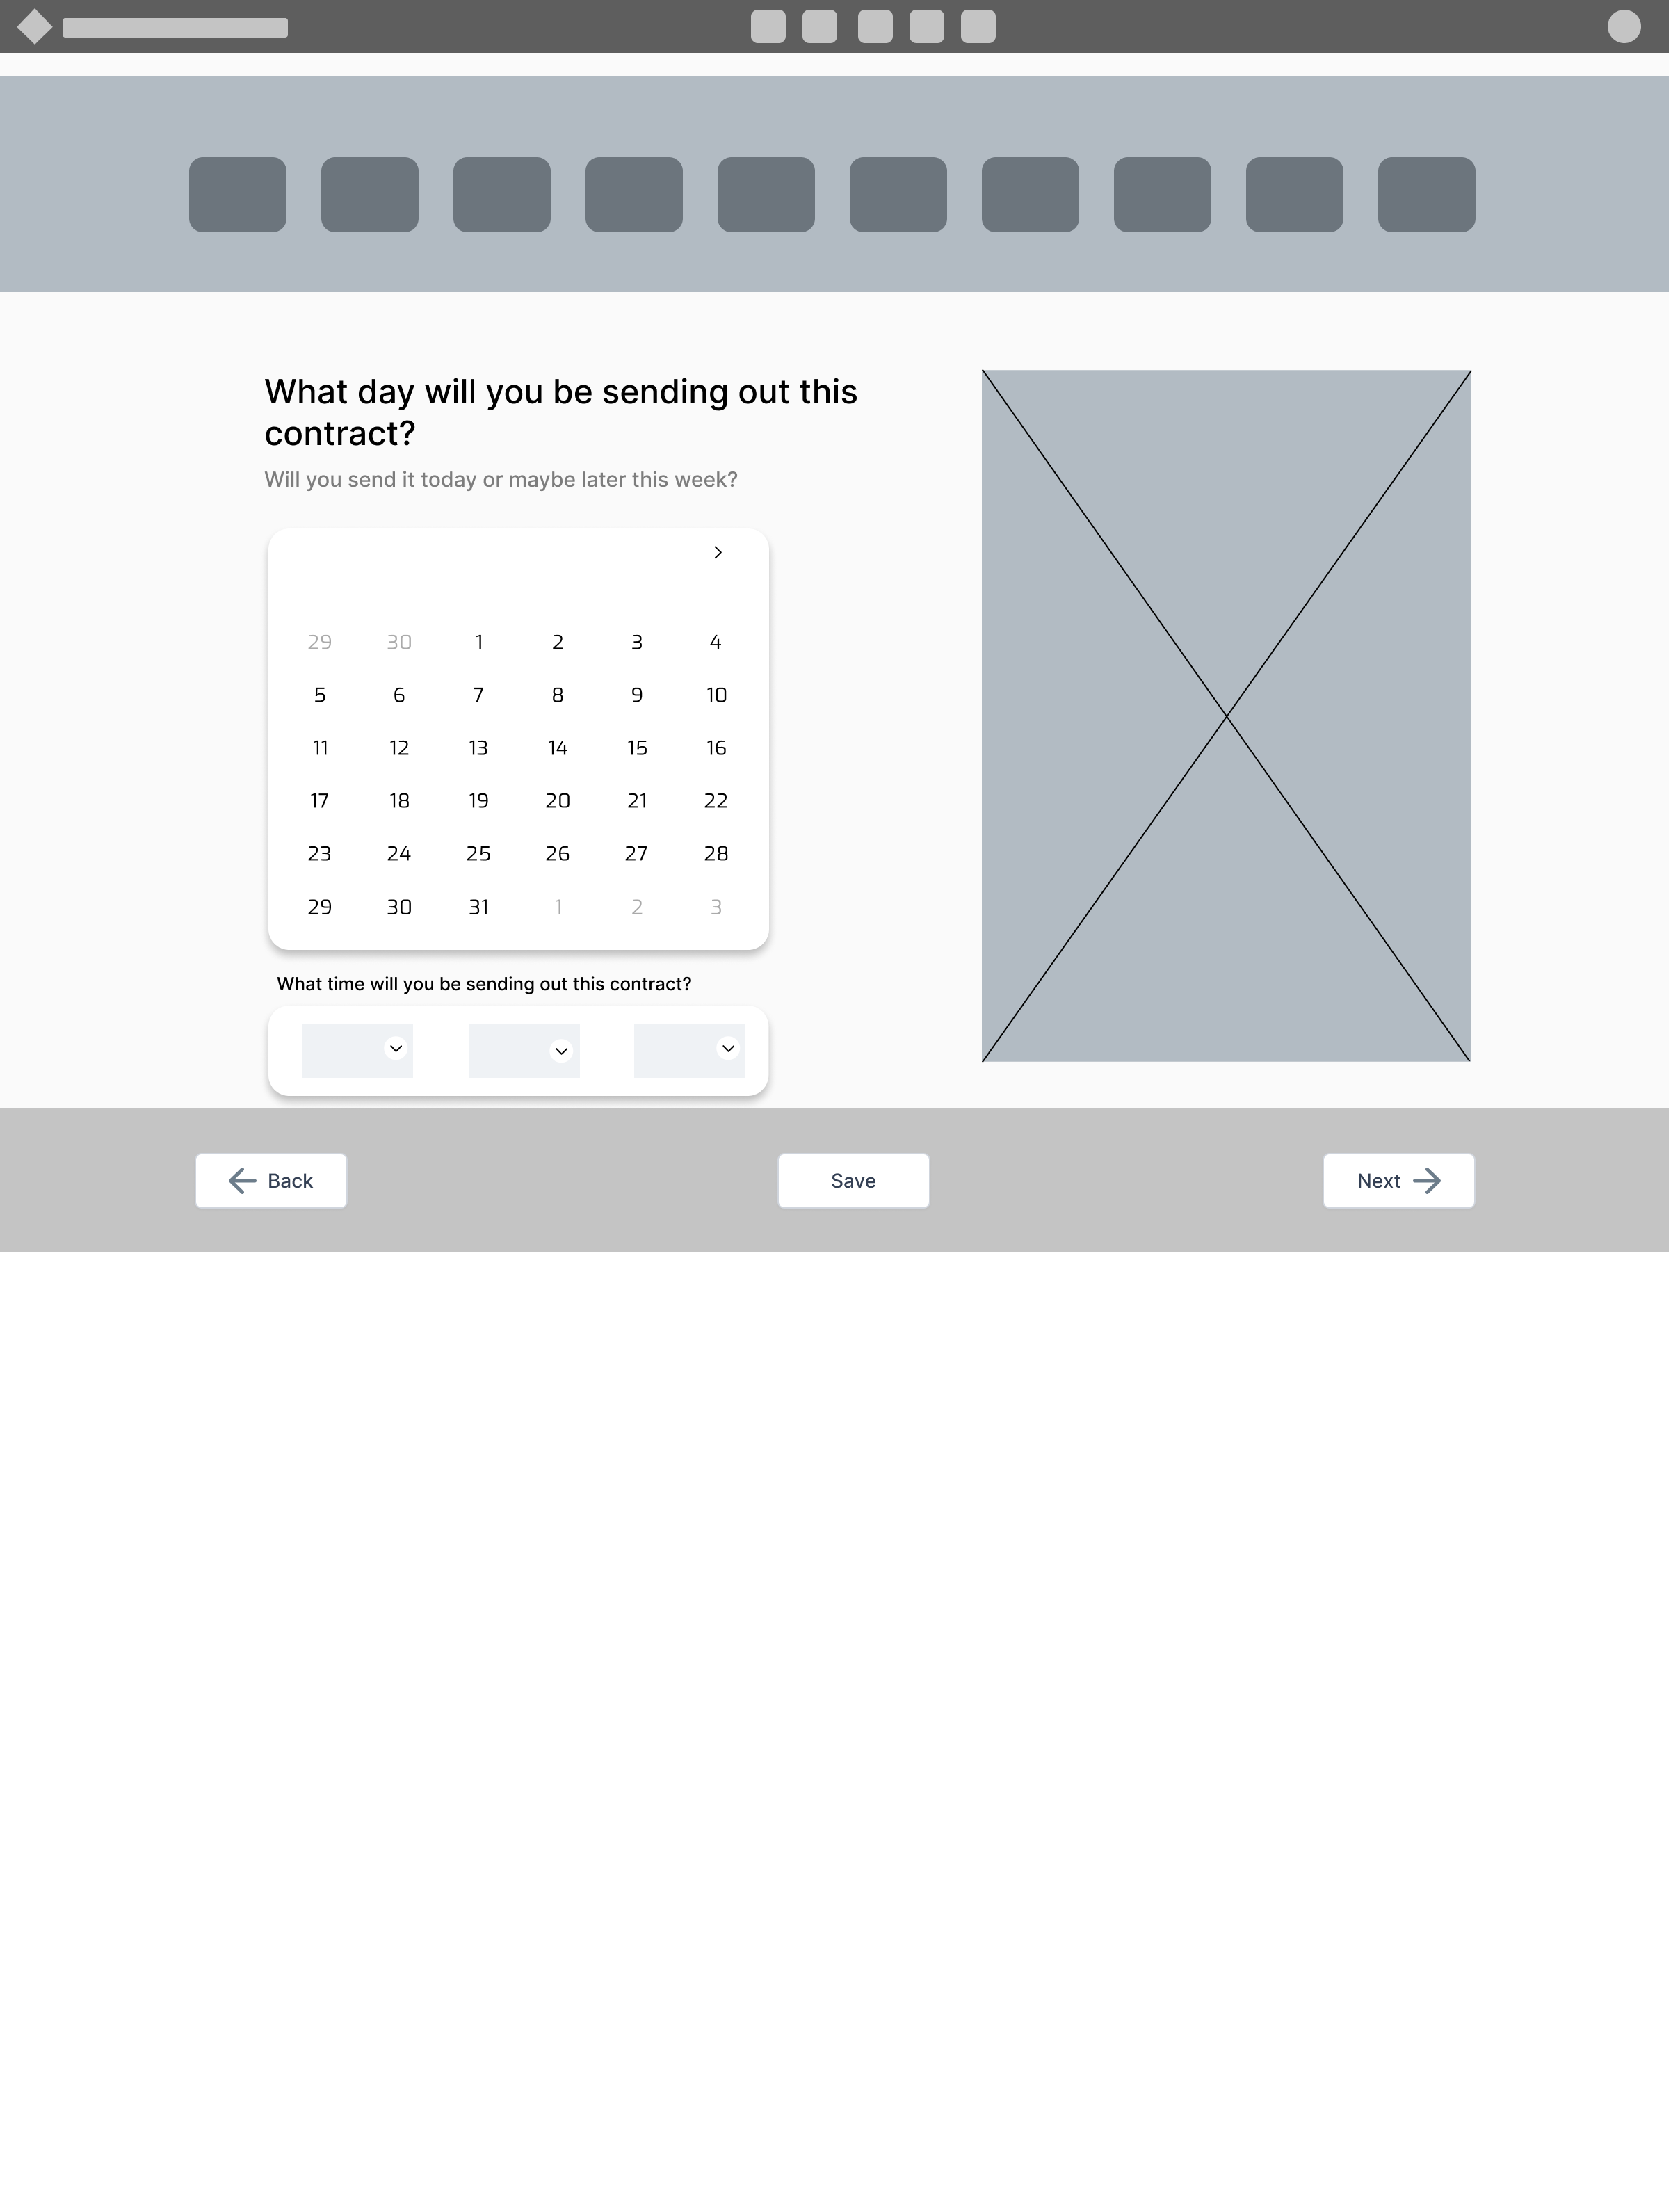 What day will you be sending out this
contract?
Will you send it today or maybe later this week?
29 30 1 2 3 4
5 6 7 8 9 10
11 12 13 14 15 16
17 18 19 20 21 22
23 24 25 26 27 28
29 30 31 1 2 3
What time will you be sending out this contract?
Back Save Next